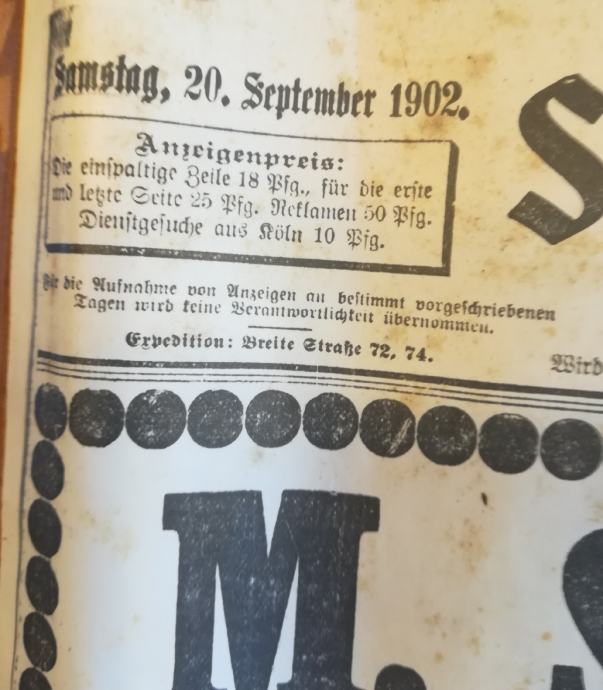 Samstag, 20. September 1902.
Anzeigenpreis:
Die einspaltige Zeile 18 Pfg., für die erste
und letzte Seite 25 Pfg. Reklamen 50 Pfg.
Dienstgesuche aus Köln 10 Pfg.
Für die Aufnahme von Anzeigen an bestimmt vorgeschriebenen
Tagen wird keine Verantwortlichkeit übernommen.
Expedition: Breite Straße 72, 74.
Wird
M.